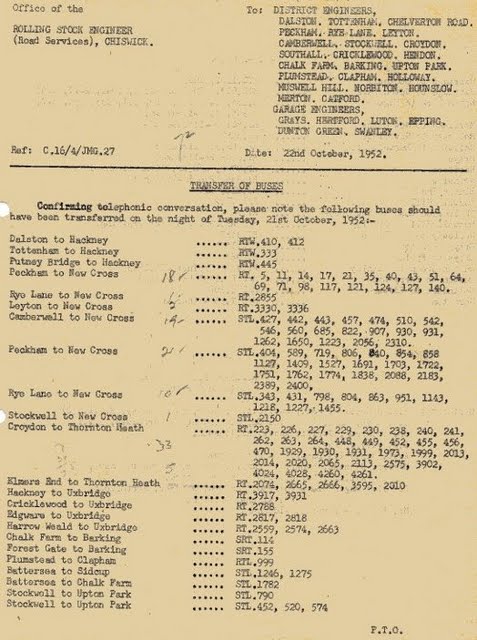 Office of the
ROLLING STOCK ENGINEER
(Road Services), CHISWICK.
To: DISTRICT ENGINEERS,
DALSTON. TOTTENHAM. CHELVERTON ROAD.
PECKHAM. RYE LANE. LEYTON.
CAMBERWELL. STOCKWELL. CROYDON.
SOUTHALL. CRICKLEWOOD. HENDON.
CHALK FARM. BARKING. UPTON PARK.
PLUMSTEAD. CLAPHAM. HOLLOWAY.
MUSWELL HILL. NORBITON. HOUNSLOW.
MERTON. CATFORD.
GARAGE ENGINEERS.
GRAYS. HERTFORD. LUTON. EPPING.
DUNTON GREEN. SWANLEY.
Ref: C.16/4/JMG.27
Date: 22nd October, 1952.
TRANSFER OF BUSES
Confirming telephonic conversation, please note the following buses should
have been transferred on the night of Tuesday, 21st October, 1952:-
Dalston to Hackney ...... RTW.410, 412
Tottenham to Hackney ...... RTW.333
Putney Bridge to Hackney ...... RTW.445
Peckham to New Cross 18 ...... RT. 5, 11, 14, 17, 21, 35, 40, 43, 51, 64,
69, 71, 98, 117, 121, 124, 127, 140.
Rye Lane to New Cross ...... RT.2855
Leyton to New Cross 2 ...... RT.3330, 3336
Camberwell to New Cross ...... STL.427, 442, 443, 457, 474, 510, 542,
546, 560, 685, 822, 907, 930, 931,
1262, 1650, 1223, 2056, 2310.
Peckham to New Cross ...... STL.404, 589, 719, 806, 840, 854, 858
1127, 1409, 1527, 1691, 1703, 1722,
1751, 1762, 1774, 1838, 2088, 2183,
2389, 2400.
Rye Lane to New Cross 10 ...... STL.343, 431, 798, 804, 863, 951, 1143,
1218, 1227, 1455.
Stockwell to New Cross 1 ...... STL.2150
Croydon to Thornton Heath ...... RT.223, 226, 227, 229, 230, 238, 240, 241,
262, 263, 264, 448, 449, 452, 455, 456,
33 470, 1929, 1930, 1931, 1973, 1999, 2013,
2014, 2020, 2065, 2113, 2575, 3902,
5 4024, 4028, 4260, 4261.
Elmers End to Thornton Heath ...... RT.2074, 2665, 2666, 3595, 2010
Hackney to Uxbridge ...... RT.3917, 3931
Cricklewood to Uxbridge ...... RT.2788
Edgware to Uxbridge ...... RT.2817, 2818
Harrow Weald to Uxbridge ...... RT.2559, 2574, 2663
Chalk Farm to Barking ...... SRT.114
Forest Gate to Barking ...... SRT.155
Plumstead to Clapham ...... RTL.999
Battersea to Sidcup ...... STL.1246, 1275
Battersea to Chalk Farm ...... STL.1782
Stockwell to Upton Park ...... STL.790
Stockwell to Upton Park ...... STL.452, 520, 574
P.T.O.